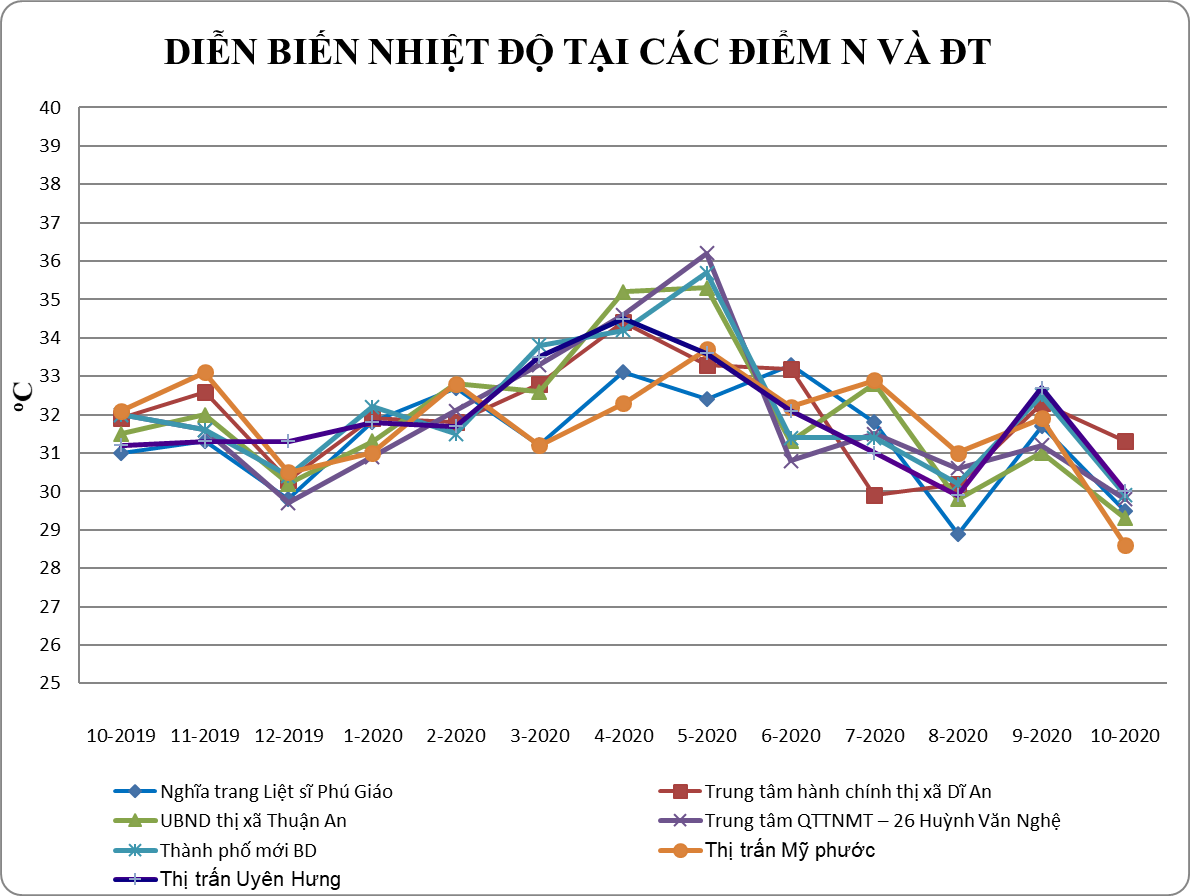 DIỄN BIẾN NHIỆT ĐỘ TẠI CÁC ĐIỂM N VÀ ĐT
40
39
38
37
36
35
34
33
32
31
30
29
28
27
26
25
ºC
10-2019 11-2019 12-2019 1-2020 2-2020 3-2020 4-2020 5-2020 6-2020 7-2020 8-2020 9-2020 10-2020
Nghĩa trang Liệt sĩ Phú Giáo Trung tâm hành chính thị xã Dĩ An
UBND thị xã Thuận An Trung tâm QTTNMT – 26 Huỳnh Văn Nghệ
Thành phố mới BD Thị trấn Mỹ phước
Thị trấn Uyên Hưng